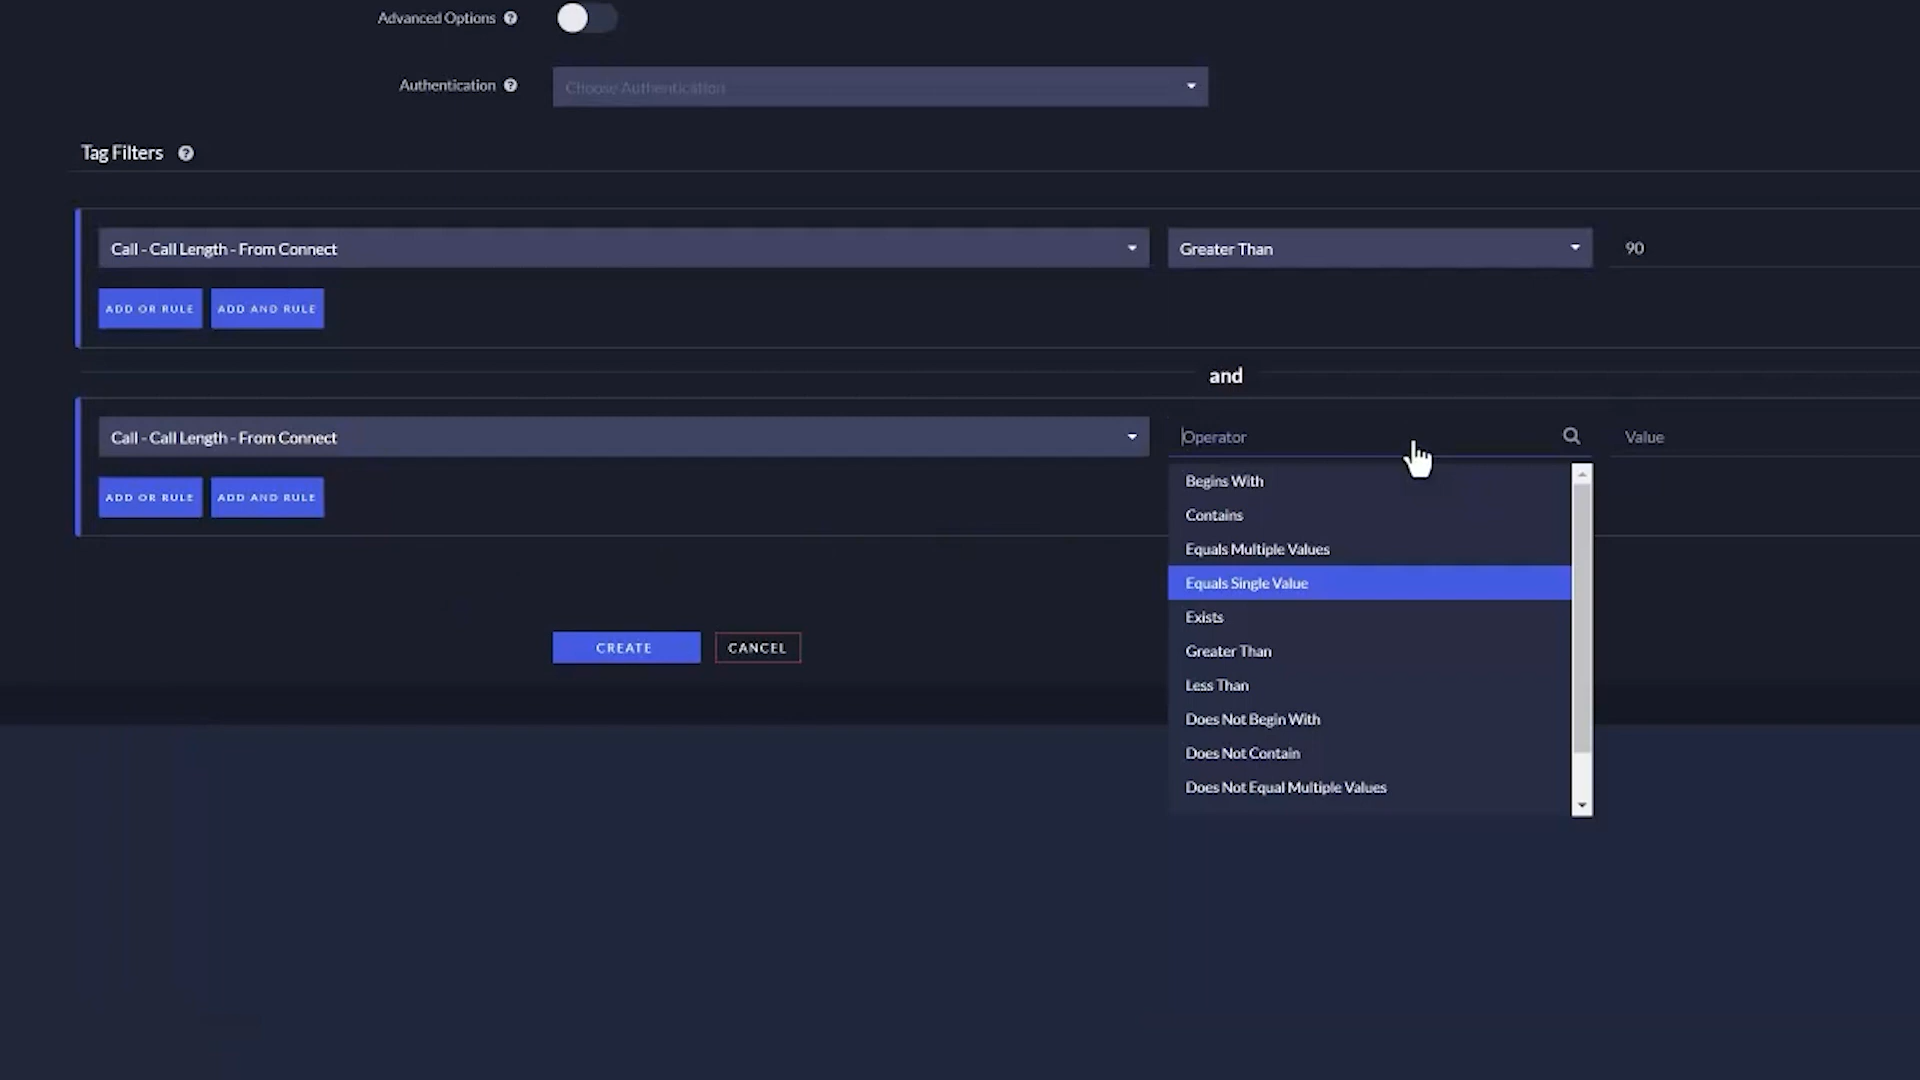 Advanced Options
Authentication
Choose Authentication
Tag Filters
Call - Call Length - From Connect
Greater Than
90
ADD OR RULE
ADD AND RULE
and
Call - Call Length - From Connect
Operator
Value
ADD OR RULE
ADD AND RULE
Begins With
Contains
Equals Multiple Values
Equals Single Value
Exists
Greater Than
Less Than
Does Not Begin With
Does Not Contain
Does Not Equal Multiple Values
CREATE
CANCEL